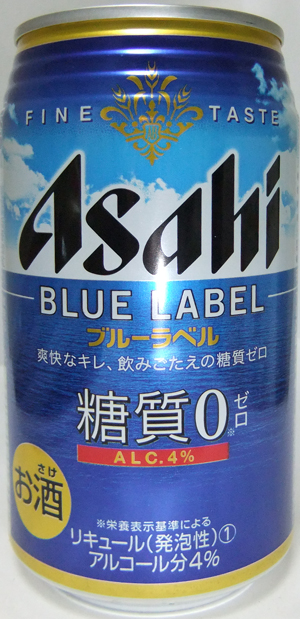 FINE TASTE
Asahi
BLUE LABEL
ブルーラベル
爽快なキレ、飲みごたえの糖質ゼロ
糖質0※ゼロ
ALC.4%
さけ
お酒
※栄養表示基準による
リキュール(発泡性)①
アルコール分4%